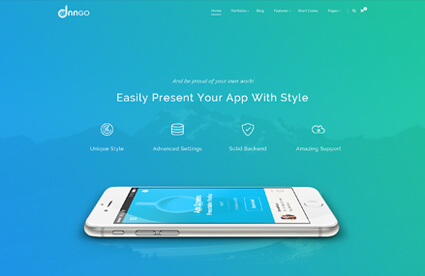 DNNGO
Home Portfolios Blog Features Short Codes Pages
And be proud of your own work!
Easily Present Your App With Style
Unique Style Advanced Settings Solid Backend Amazing Support